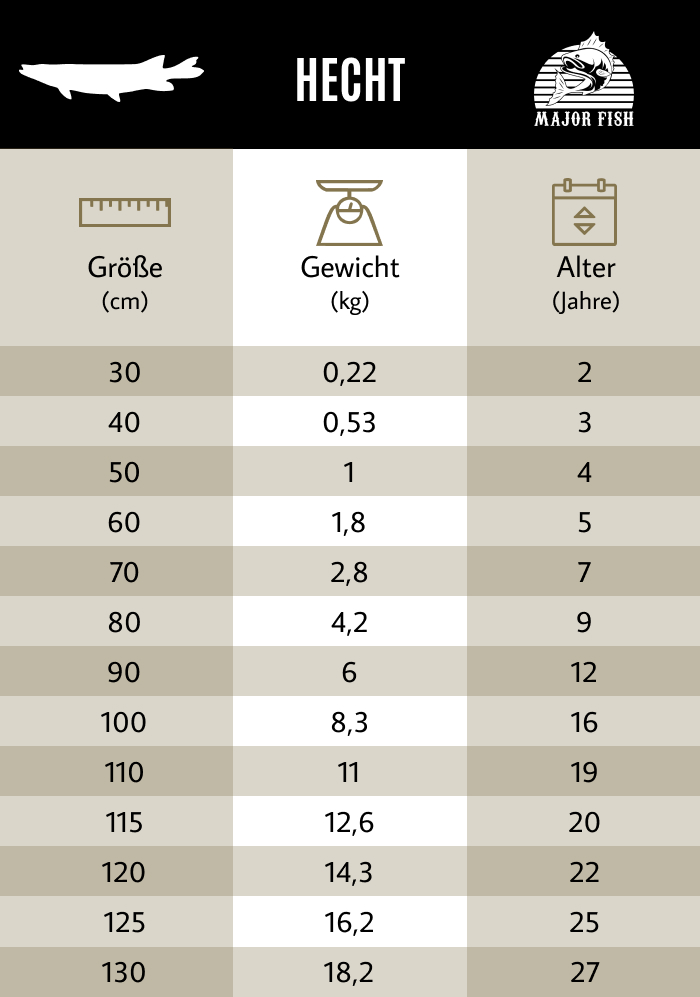 HECHT
MAJOR FISH
Größe Gewicht Alter
(cm) (kg) (Jahre)
30 0,22 2
40 0,53 3
50 1 4
60 1,8 5
70 2,8 7
80 4,2 9
90 6 12
100 8,3 16
110 11 19
115 12,6 20
120 14,3 22
125 16,2 25
130 18,2 27